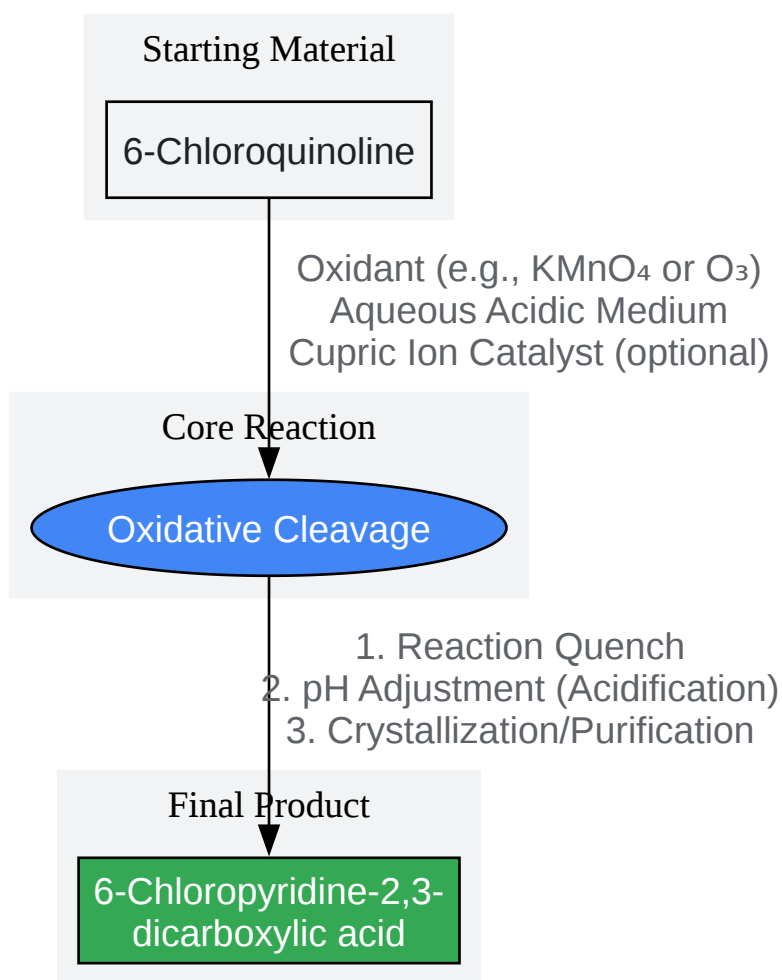 Starting Material
6-Chloroquinoline
Oxidant (e.g., KMnO₄ or O₃)
Aqueous Acidic Medium
Cupric Ion Catalyst (optional)
Core Reaction
Oxidative Cleavage
1. Reaction Quench
2. pH Adjustment (Acidification)
3. Crystallization/Purification
Final Product
6-Chloropyridine-2,3-
dicarboxylic acid